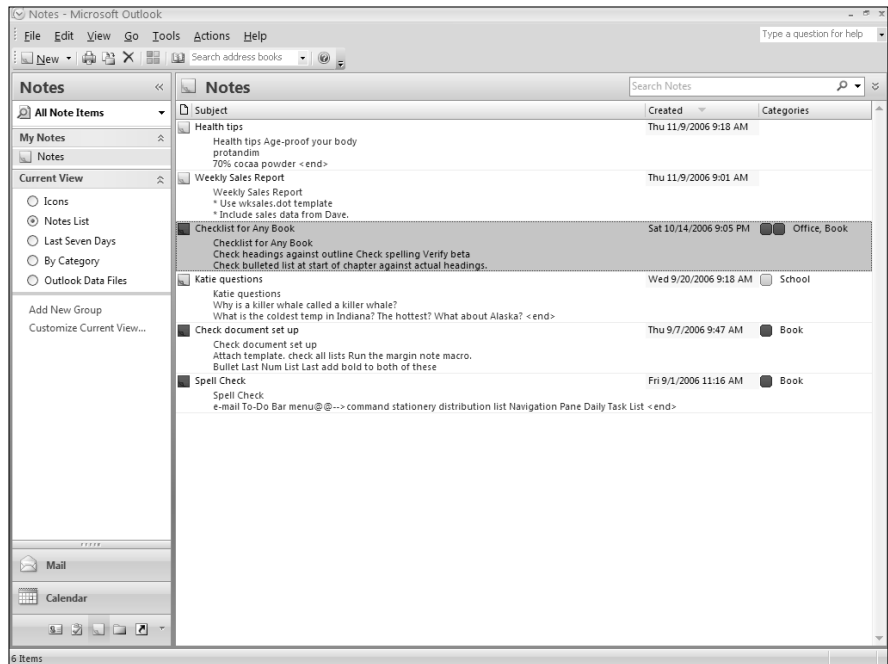 Notes - Microsoft Outlook
File Edit View Go Tools Actions Help
Type a question for help
New
Search address books
Notes
All Note Items
My Notes
Notes
Current View
Icons
Notes List
Last Seven Days
By Category
Outlook Data Files
Add New Group
Customize Current View...
Mail
Calendar
Notes
Search Notes
Subject Created Categories
Health tips Thu 11/9/2006 9:18 AM
Health tips Age-proof your body
protandim
70% cocaa powder <end>
Weekly Sales Report Thu 11/9/2006 9:01 AM
Weekly Sales Report
* Use wksales.dot template
* Include sales data from Dave.
Checklist for Any Book Sat 10/14/2006 9:05 PM Office, Book
Checklist for Any Book
Check headings against outline Check spelling Verify beta
Check bulleted list at start of chapter against actual headings.
Katie questions Wed 9/20/2006 9:18 AM School
Katie questions
Why is a killer whale called a killer whale?
What is the coldest temp in Indiana? The hottest? What about Alaska? <end>
Check document set up Thu 9/7/2006 9:47 AM Book
Check document set up
Attach template. check all lists Run the margin note macro.
Bullet Last Num List Last add bold to both of these
Spell Check Fri 9/1/2006 11:16 AM Book
Spell Check
e-mail To-Do Bar menu@@-->command stationery distribution list Navigation Pane Daily Task List <end>
6 Items